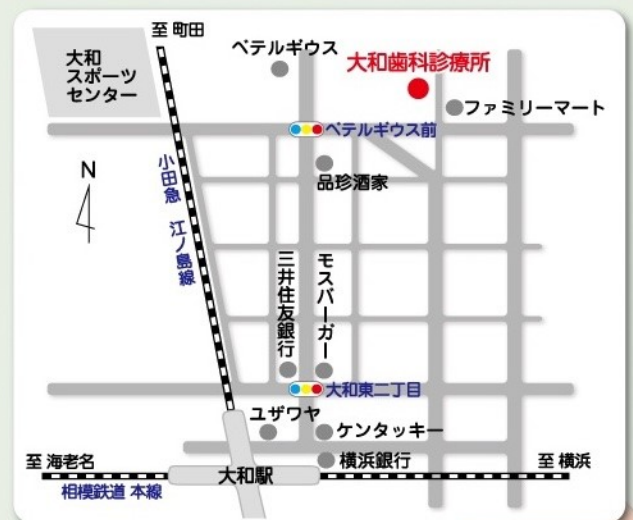 至 町田
大和
スポーツ
センター
ベテルギウス
大和歯科診療所
ファミリーマート
ベテルギウス前
N
小田急 江ノ島線
品珍酒家
三井住友銀行
モスバーガー
大和東二丁目
ユザワヤ
ケンタッキー
至 海老名
大和駅
横浜銀行
至 横浜
相模鉄道 本線